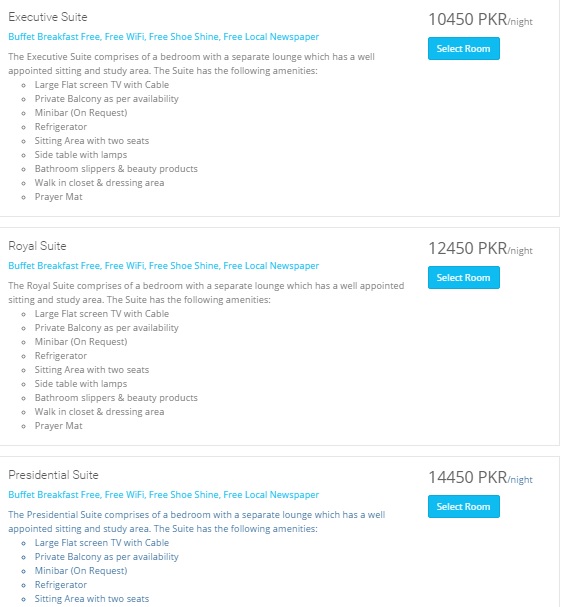 Executive Suite
10450 PKR/night
Buffet Breakfast Free, Free WiFi, Free Shoe Shine, Free Local Newspaper
Select Room
The Executive Suite comprises of a bedroom with a separate lounge which has a well
appointed sitting and study area. The Suite has the following amenities:
Large Flat screen TV with Cable
Private Balcony as per availability
Minibar (On Request)
Refrigerator
Sitting Area with two seats
Side table with lamps
Bathroom slippers & beauty products
Walk in closet & dressing area
Prayer Mat
Royal Suite
12450 PKR/night
Buffet Breakfast Free, Free WiFi, Free Shoe Shine, Free Local Newspaper
Select Room
The Royal Suite comprises of a bedroom with a separate lounge which has a well appointed
sitting and study area. The Suite has the following amenities:
Large Flat screen TV with Cable
Private Balcony as per availability
Minibar (On Request)
Refrigerator
Sitting Area with two seats
Side table with lamps
Bathroom slippers & beauty products
Walk in closet & dressing area
Prayer Mat
Presidential Suite
14450 PKR/night
Buffet Breakfast Free, Free WiFi, Free Shoe Shine, Free Local Newspaper
Select Room
The Presidential Suite comprises of a bedroom with a separate lounge which has a well
appointed sitting and study area. The Suite has the following amenities:
Large Flat screen TV with Cable
Private Balcony as per availability
Minibar (On Request)
Refrigerator
Sitting Area with two seats